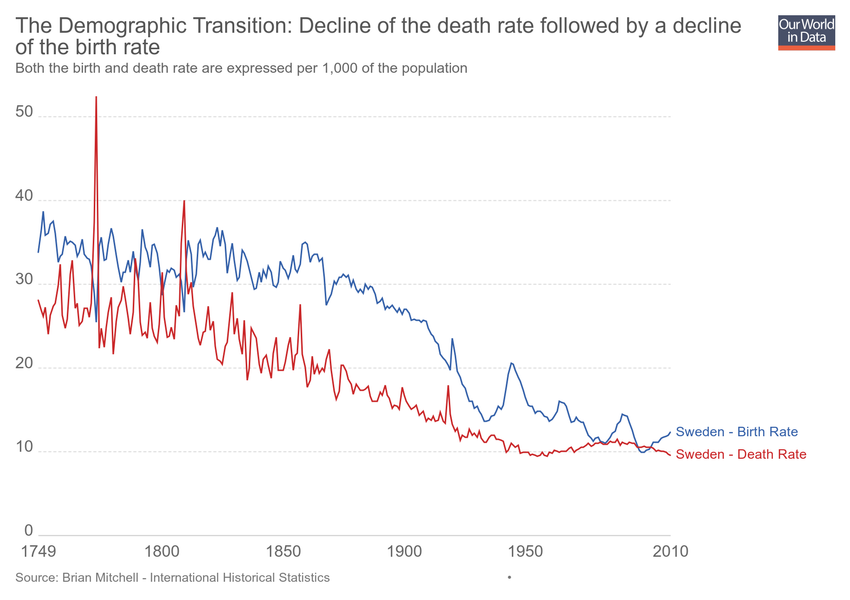 The Demographic Transition: Decline of the death rate followed by a decline
of the birth rate
Our World
in Data
Both the birth and death rate are expressed per 1,000 of the population
50
40
30
20
10
0
Sweden - Birth Rate
Sweden - Death Rate
1749 1800 1850 1900 1950 2010
Source: Brian Mitchell - International Historical Statistics